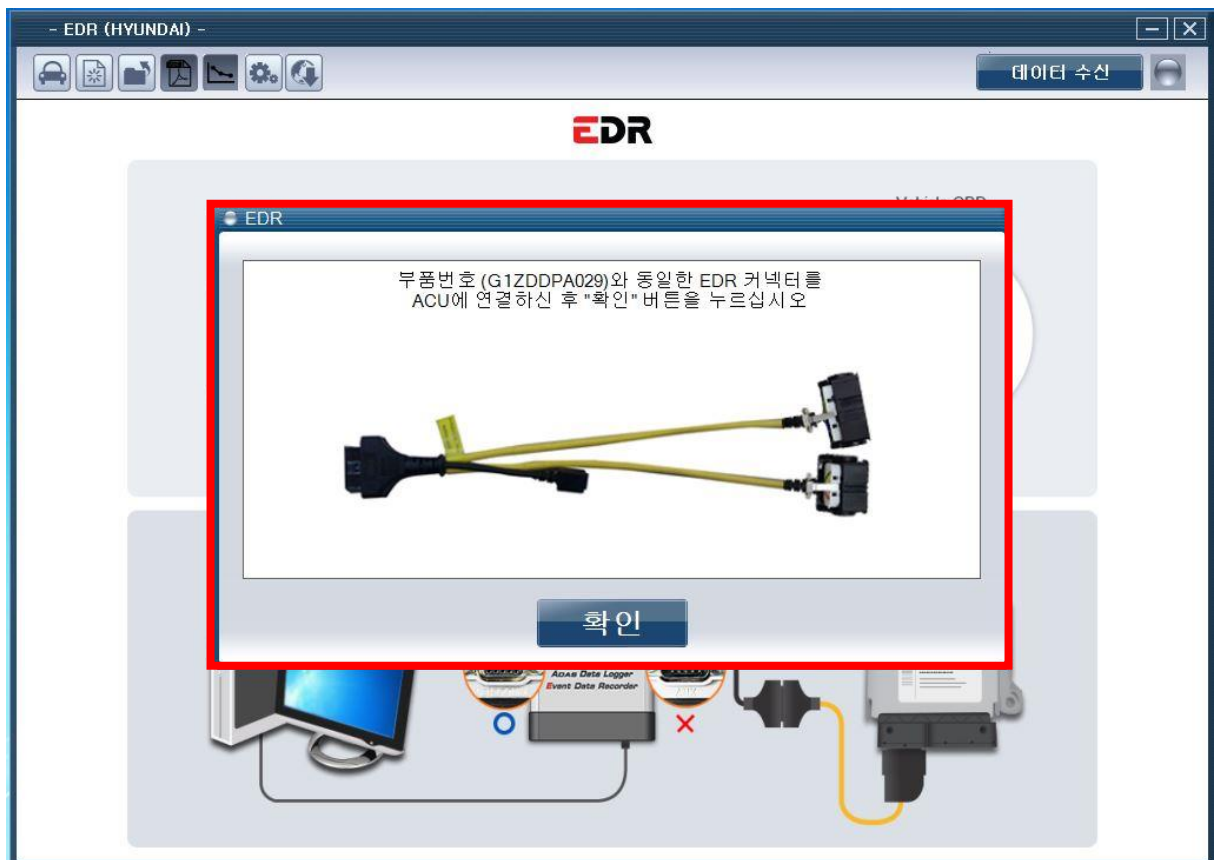 - EDR (HYUNDAI) -
데이터 수신
EDR
EDR
부품번호 (G1ZDDPA029)와 동일한 EDR 커넥터를
ACU에 연결하신 후 "확인" 버튼을 누르십시오
확인
ADAS Data Logger
Event Data Recorder